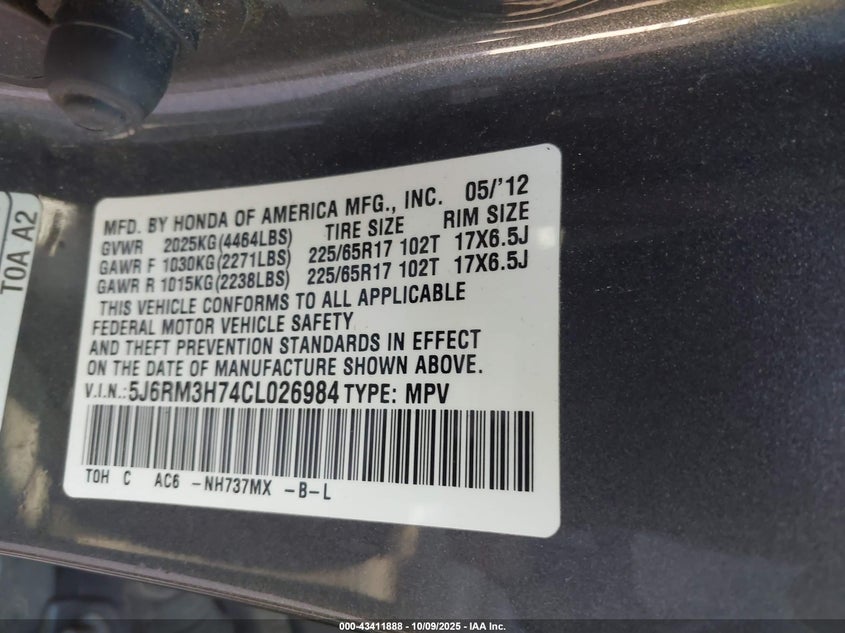 MFD. BY HONDA OF AMERICA MFG., INC. 05/'12
GVWR 2025KG(4464LBS) TIRE SIZE RIM SIZE
GAWR F 1030KG(2271LBS) 225/65R17 102T 17X6.5J
GAWR R 1015KG(2238LBS) 225/65R17 102T 17X6.5J
THIS VEHICLE CONFORMS TO ALL APPLICABLE
FEDERAL MOTOR VEHICLE SAFETY
AND THEFT PREVENTION STANDARDS IN EFFECT
ON THE DATE OF MANUFACTURE SHOWN ABOVE.
V.I.N.: 5J6RM3H74CL026984 TYPE: MPV
TOH C AC6 -NH737MX -B-L
T0A A2
000-43411888 - 10/09/2025 - IAA Inc.